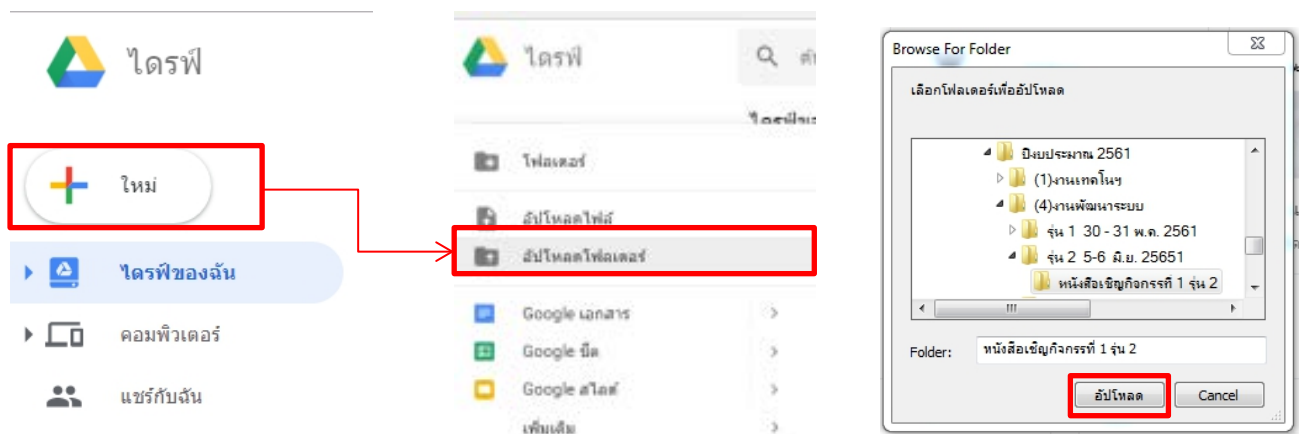 ไดรฟ์
ใหม่
ไดรฟ์ของฉัน
คอมพิวเตอร์
แชร์กับฉัน
ไดรฟ์
โฟลเดอร์
อัปโหลดไฟล์
อัปโหลดโฟลเดอร์
Google เอกสาร
Google ชีต
Google สไลด์
เพิ่มเติม
Browse For Folder
เลือกโฟลเดอร์เพื่ออัปโหลด
ปีงบประมาณ 2561
(1)งานเทคโนฯ
(4)งานพัฒนาระบบ
รุ่น 1 30 - 31 พ.ค. 2561
รุ่น 2 5-6 มิ.ย. 25651
หนังสือเชิญกิจกรรที่ 1 รุ่น 2
Folder: หนังสือเชิญกิจกรรที่ 1 รุ่น 2
อัปโหลด Cancel